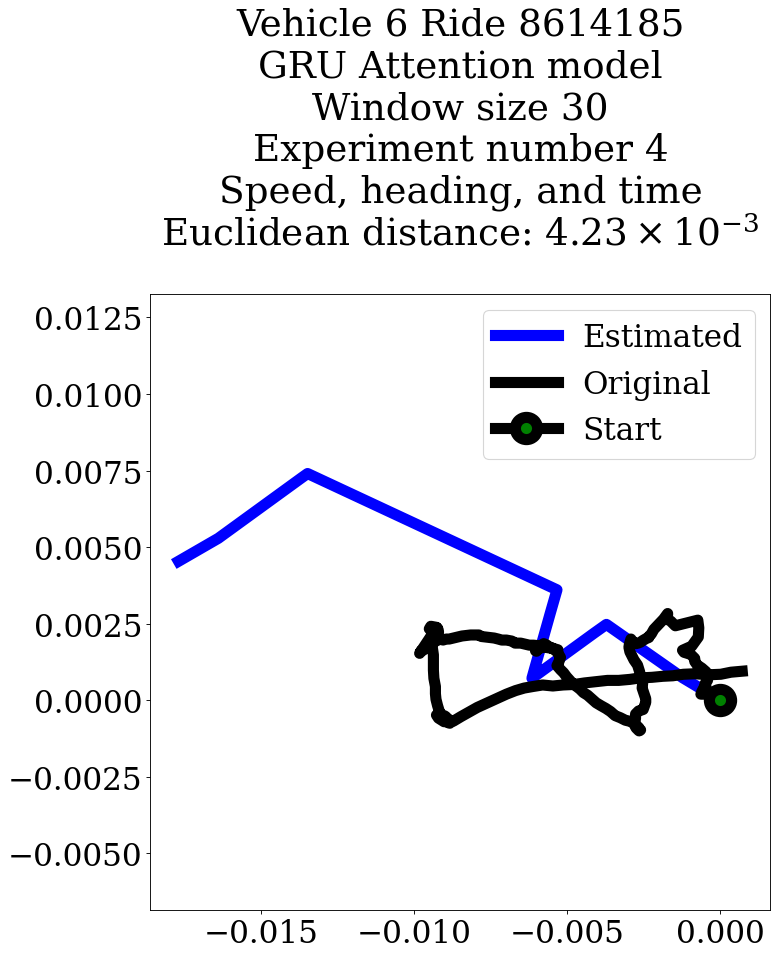 Vehicle 6 Ride 8614185
GRU Attention model
Window size 30
Experiment number 4
Speed, heading, and time
Euclidean distance: 4.23 × 10⁻³
Estimated
Original
Start
0.0125
0.0100
0.0075
0.0050
0.0025
0.0000
−0.0025
−0.0050
−0.015
−0.010
−0.005
0.000